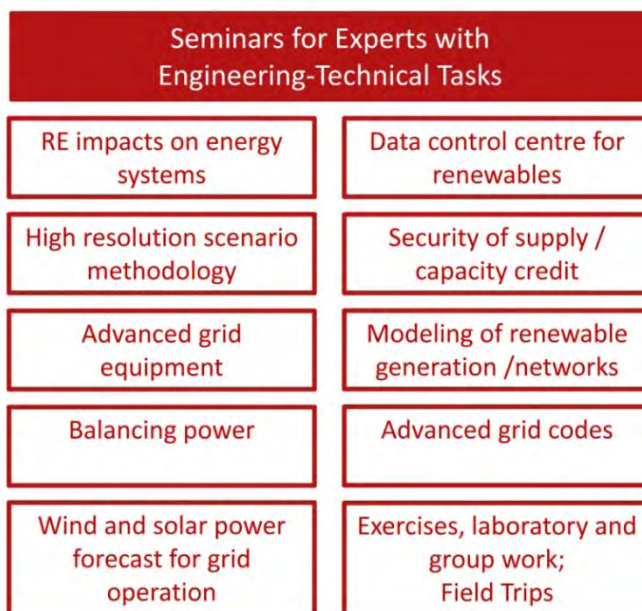 Seminars for Experts with
Engineering-Technical Tasks
RE impacts on energy
systems
Data control centre for
renewables
High resolution scenario
methodology
Security of supply /
capacity credit
Advanced grid
equipment
Modeling of renewable
generation /networks
Balancing power
Advanced grid codes
Wind and solar power
forecast for grid
operation
Exercises, laboratory and
group work;
Field Trips